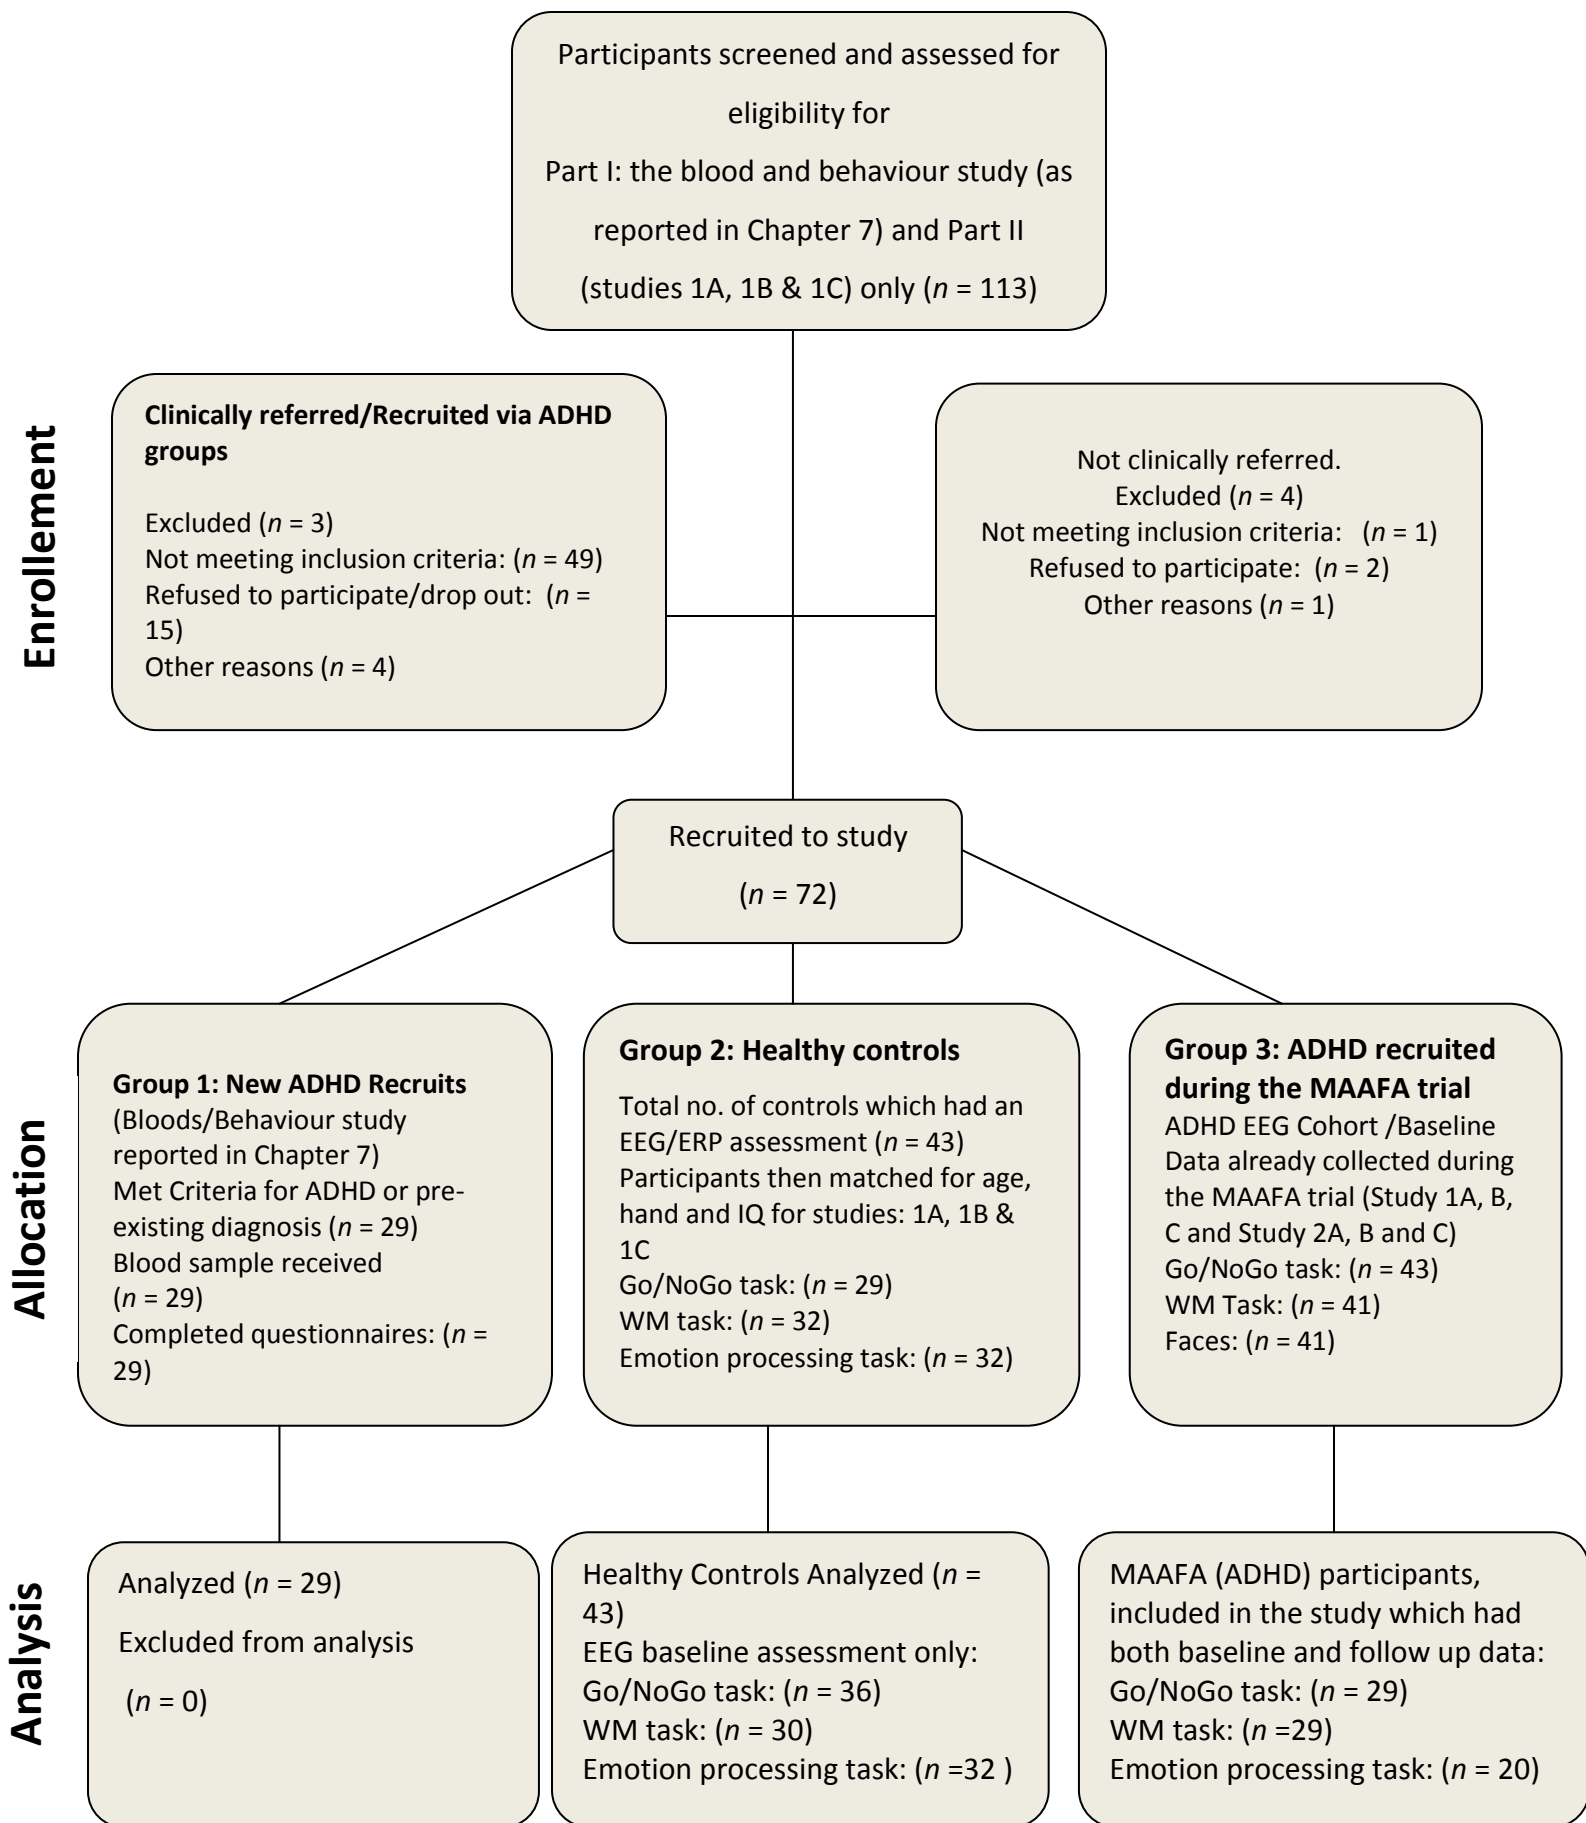 Participants screened and assessed for
eligibility for
Part I: the blood and behaviour study (as
reported in Chapter 7) and Part II
(studies 1A, 1B & 1C) only (n = 113)
Enrollement
Clinically referred/Recruited via ADHD
groups
Excluded (n = 3)
Not meeting inclusion criteria: (n = 49)
Refused to participate/drop out: (n =
15)
Other reasons (n = 4)
Not clinically referred.
Excluded (n = 4)
Not meeting inclusion criteria: (n = 1)
Refused to participate: (n = 2)
Other reasons (n = 1)
Recruited to study
(n = 72)
Allocation
Group 1: New ADHD Recruits
(Bloods/Behaviour study
reported in Chapter 7)
Met Criteria for ADHD or pre-
existing diagnosis (n = 29)
Blood sample received
(n = 29)
Completed questionnaires: (n =
29)
Group 2: Healthy controls
Total no. of controls which had an
EEG/ERP assessment (n = 43)
Participants then matched for age,
hand and IQ for studies: 1A, 1B &
1C
Go/NoGo task: (n = 29)
WM task: (n = 32)
Emotion processing task: (n = 32)
Group 3: ADHD recruited
during the MAAFA trial
ADHD EEG Cohort /Baseline
Data already collected during
the MAAFA trial (Study 1A, B,
C and Study 2A, B and C)
Go/NoGo task: (n = 43)
WM Task: (n = 41)
Faces: (n = 41)
Analysis
Analyzed (n = 29)
Excluded from analysis
(n = 0)
Healthy Controls Analyzed (n =
43)
EEG baseline assessment only:
Go/NoGo task: (n = 36)
WM task: (n = 30)
Emotion processing task: (n =32 )
MAAFA (ADHD) participants,
included in the study which had
both baseline and follow up data:
Go/NoGo task: (n = 29)
WM task: (n =29)
Emotion processing task: (n = 20)